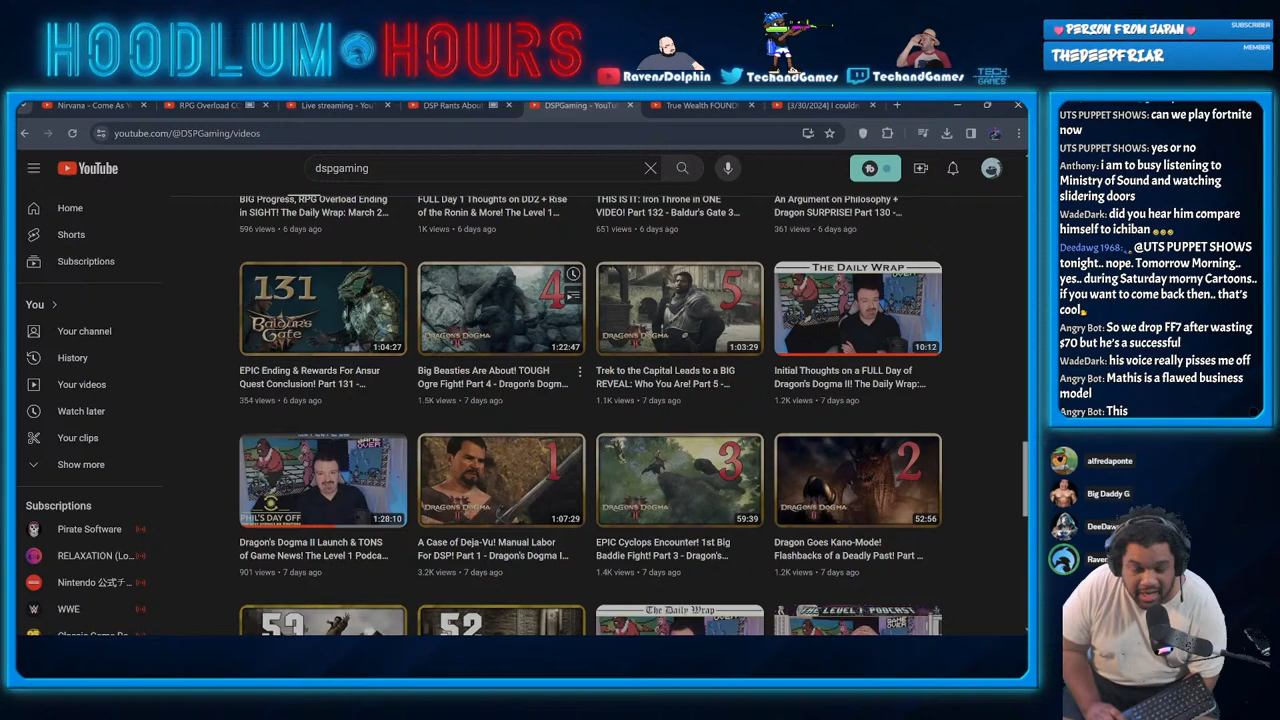 HOODLUM HOURS
RavensDolphin
TechandGames
TechandGames
TECH GAMES
PERSON FROM JAPAN
SUBSCRIBER
THEDEEPFRIAR
MEMBER
Nirvana - Come As Y
RPG Overload CO
Live streaming - You
DSP Rants About
DSPGaming - YouTu
True Wealth FOUND
[3/30/2024] I couldn
youtube.com/@DSPGaming/videos
YouTube
dspgaming
Home
Shorts
Subscriptions
You
Your channel
History
Your videos
Watch later
Your clips
Show more
Subscriptions
Pirate Software
RELAXATION (Lo...
Nintendo 公式チ...
WWE
BIG Progress, RPG Overload Ending
in SIGHT! The Daily Wrap: March 2...
596 views • 6 days ago
FULL Day 1 Thoughts on DD2 + Rise
of the Ronin & More! The Level 1...
1K views • 6 days ago
THIS IS IT: Iron Throne in ONE
VIDEO! Part 132 - Baldur's Gate 3...
651 views • 6 days ago
An Argument on Philosophy +
Dragon SURPRISE! Part 130 -...
361 views • 6 days ago
131
BALDUR'S GATE
1:04:27
EPIC Ending & Rewards For Ansur
Quest Conclusion! Part 131 -...
354 views • 6 days ago
4
DRAGON'S DOGMA
1:22:47
Big Beasties Are About! TOUGH
Ogre Fight! Part 4 - Dragon's Dogm...
1.5K views • 7 days ago
5
DRAGON'S DOGMA
1:03:29
Trek to the Capital Leads to a BIG
REVEAL: Who You Are! Part 5 -...
1.1K views • 7 days ago
THE DAILY WRAP
10:12
Initial Thoughts on a FULL Day of
Dragon's Dogma II! The Daily Wrap:...
1.2K views • 7 days ago
GAME OVER
PHIL'S DAY OFF
1:28:10
Dragon's Dogma II Launch & TONS
of Game News! The Level 1 Podca...
901 views • 7 days ago
1
DRAGON'S DOGMA
1:07:29
A Case of Deja-Vu! Manual Labor
For DSP! Part 1 - Dragon's Dogma I...
3.2K views • 7 days ago
3
DRAGON'S DOGMA
59:39
EPIC Cyclops Encounter! 1st Big
Baddie Fight! Part 3 - Dragon's...
1.4K views • 7 days ago
2
DRAGON'S DOGMA
52:56
Dragon Goes Kano-Mode!
Flashbacks of a Deadly Past! Part ...
1.2K views • 7 days ago
53
52
The Daily Wrap
THE LEVEL 1 PODCAST
UTS PUPPET SHOWS: can we play fortnite
now
UTS PUPPET SHOWS: yes or no
Anthony: i am to busy listening to
Ministry of Sound and watching
slidering doors
WadeDark: did you hear him compare
himself to ichiban
Deedawg 1968: @UTS PUPPET SHOWS
tonight.. nope. Tomorrow Morning..
yes.. during Saturday morny Cartoons..
if you want to come back then.. that's
cool
Angry Bot: So we drop FF7 after wasting
$70 but he's a successful
WadeDark: his voice really pisses me off
Angry Bot: Mathis is a flawed business
model
Angry Bot: This
alfredaponte
Big Daddy G
DeeDaw
Rave